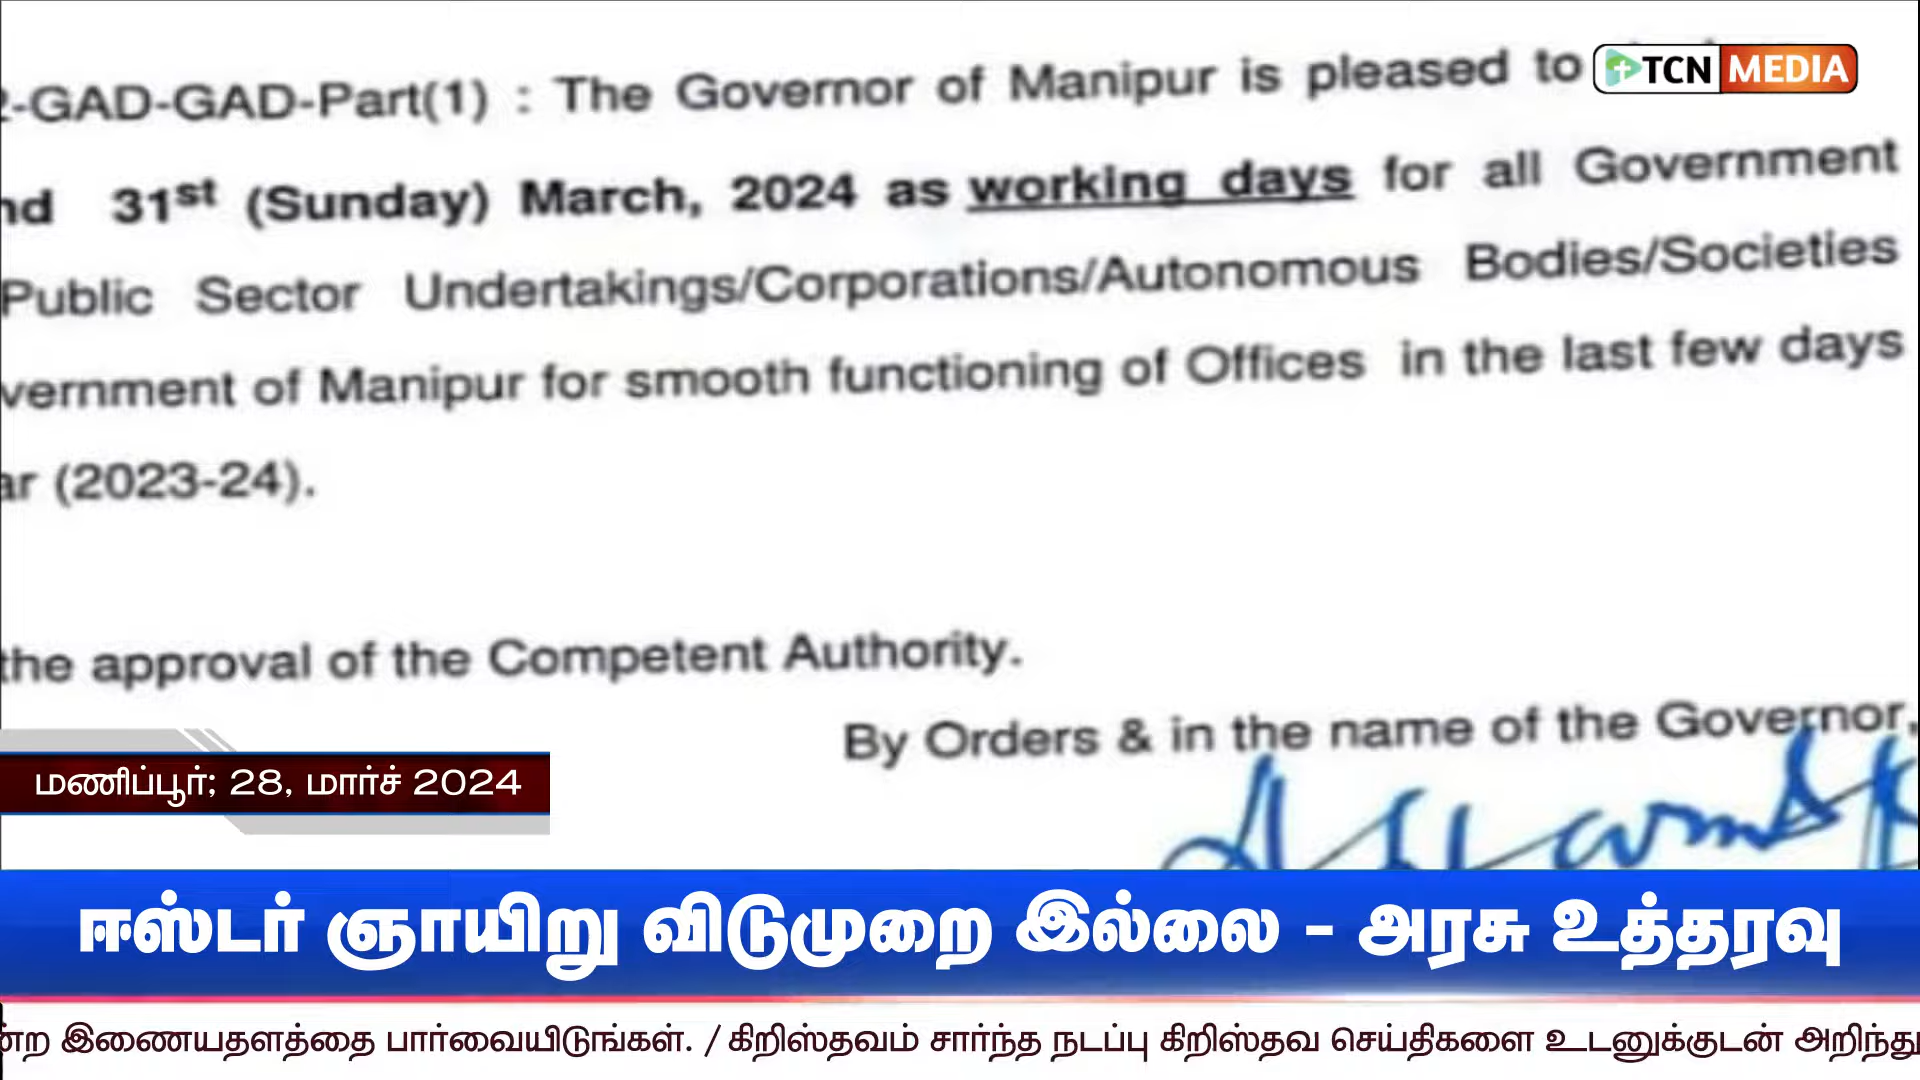 2-GAD-GAD-Part(1) : The Governor of Manipur is pleased to
TCN MEDIA
nd 31st (Sunday) March, 2024 as working days for all Government
Public Sector Undertakings/Corporations/Autonomous Bodies/Societies
vernment of Manipur for smooth functioning of Offices in the last few days
ar (2023-24).
the approval of the Competent Authority.
By Orders & in the name of the Governor,
மணிப்பூர்; 28, மார்ச் 2024
ஈஸ்டர் ஞாயிறு விடுமுறை இல்லை - அரசு உத்தரவு
ன்ற இணையதளத்தை பார்வையிடுங்கள். / கிறிஸ்தவம் சார்ந்த நடப்பு கிறிஸ்தவ செய்திகளை உடனுக்குடன் அறிந்து